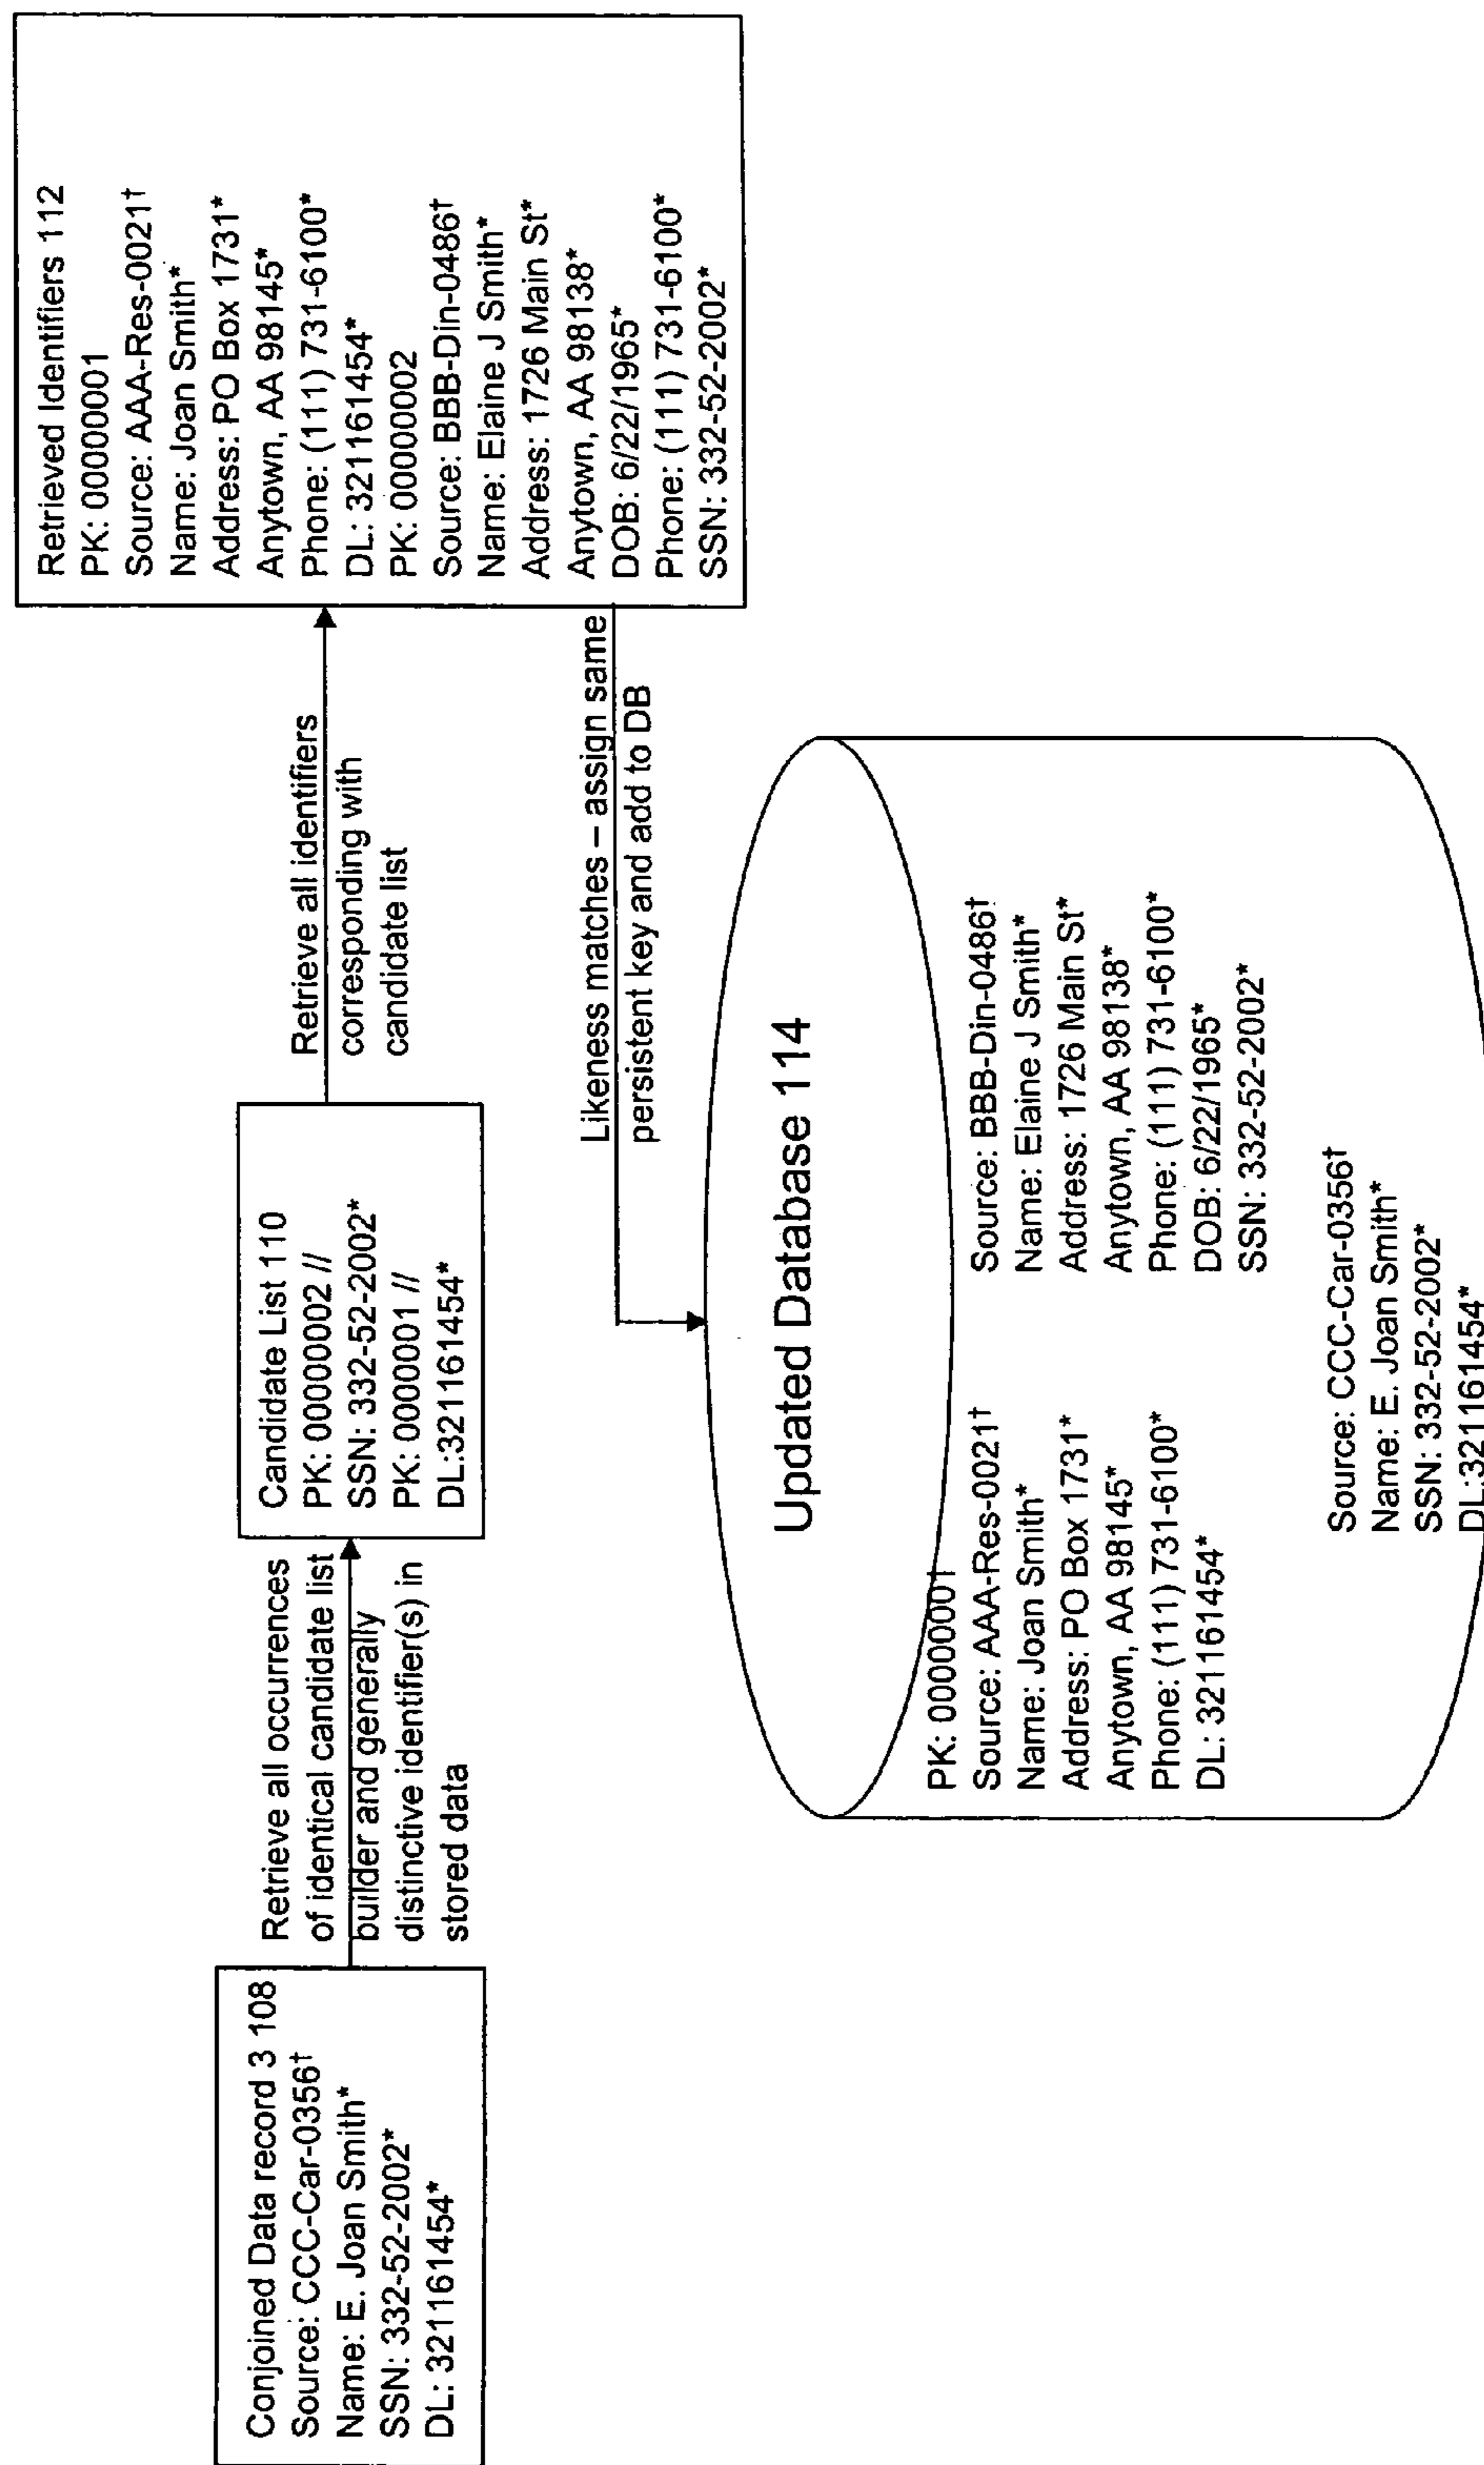 Conjoined Data record 3 108
Source: CCC-Car-0356†
Name: E. Joan Smith*
SSN: 332-52-2002*
DL: 321161454*
Retrieve all occurrences
of identical candidate list
builder and generally
distinctive identifier(s) in
stored data
Candidate List 110
PK: 00000002 //
SSN: 332-52-2002*
PK: 0000001 //
DL:321161454*
Retrieve all identifiers
corresponding with
candidate list
Retrieved Identifiers 112
PK: 00000001
Source: AAA-Res-0021†
Name: Joan Smith*
Address: PO Box 1731*
Anytown, AA 98145*
Phone: (111) 731-6100*
DL: 321161454*
PK: 00000002
Source: BBB-Din-0486†
Name: Elaine J Smith*
Address: 1726 Main St*
Anytown, AA 98138*
DOB: 6/22/1965*
Phone: (111) 731-6100*
SSN: 332-52-2002*
Likeness matches – assign same
persistent key and add to DB
Updated Database 114
PK: 00000001
Source: AAA-Res-0021†
Name: Joan Smith*
Address: PO Box 1731*
Anytown, AA 98145*
Phone: (111) 731-6100*
DL: 321161454*
Source: BBB-Din-0486†
Name: Elaine J Smith*
Address: 1726 Main St*
Anytown, AA 98138*
Phone: (111) 731-6100*
DOB: 6/22/1965*
SSN: 332-52-2002*
Source: CCC-Car-0356†
Name: E. Joan Smith*
SSN: 332-52-2002*
DL:321161454*